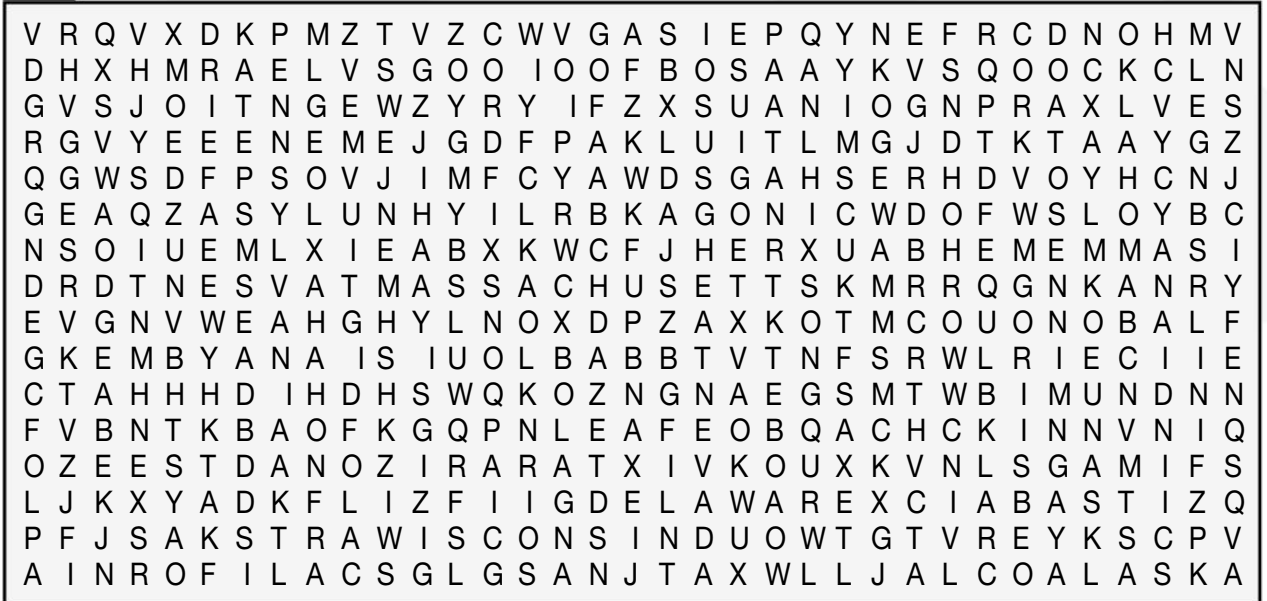 V R Q V X D K P M Z T V Z C W V G A S I E P Q Y N E F R C D N O H M V
D H X H M R A E L V S G O O I O O F B O S A A Y K V S Q O O C K C L N
G V S J O I T N G E W Z Y R Y I F Z X S U A N I O G N P R A X L V E S
R G V Y E E E N E M E J G D F P A K L U I T L M G J D T K T A A Y G Z
Q G W S D F P S O V J I M F C Y A W D S G A H S E R H D V O Y H C N J
G E A Q Z A S Y L U N H Y I L R B K A G O N I C W D O F W S L O Y B C
N S O I U E M L X I E A B X K W C F J H E R X U A B H E M E M M A S I
D R D T N E S V A T M A S S A C H U S E T T S K M R R Q G N K A N R Y
E V G N V W E A H G H Y L N O X D P Z A X K O T M C O U O N O B A L F
G K E M B Y A N A I S I U O L B A B B T V T N F S R W L R I E C I I E
C T A H H H D I H D H S W Q K O Z N G N A E G S M T W B I M U N D N N
F V B N T K B A O F K G Q P N L E A F E O B Q A C H C K I N N V N I Q
O Z E E S T D A N O Z I R A R A T X I V K O U X K V N L S G A M I F S
L J K X Y A D K F L I Z F I I G D E L A W A R E X C I A B A S T I Z Q
P F J S A K S T R A W I S C O N S I N D U O W T G T V R E Y K S C P V
A I N R O F I L A C S G L G S A N J T A X W L L J A L C O A L A S K A